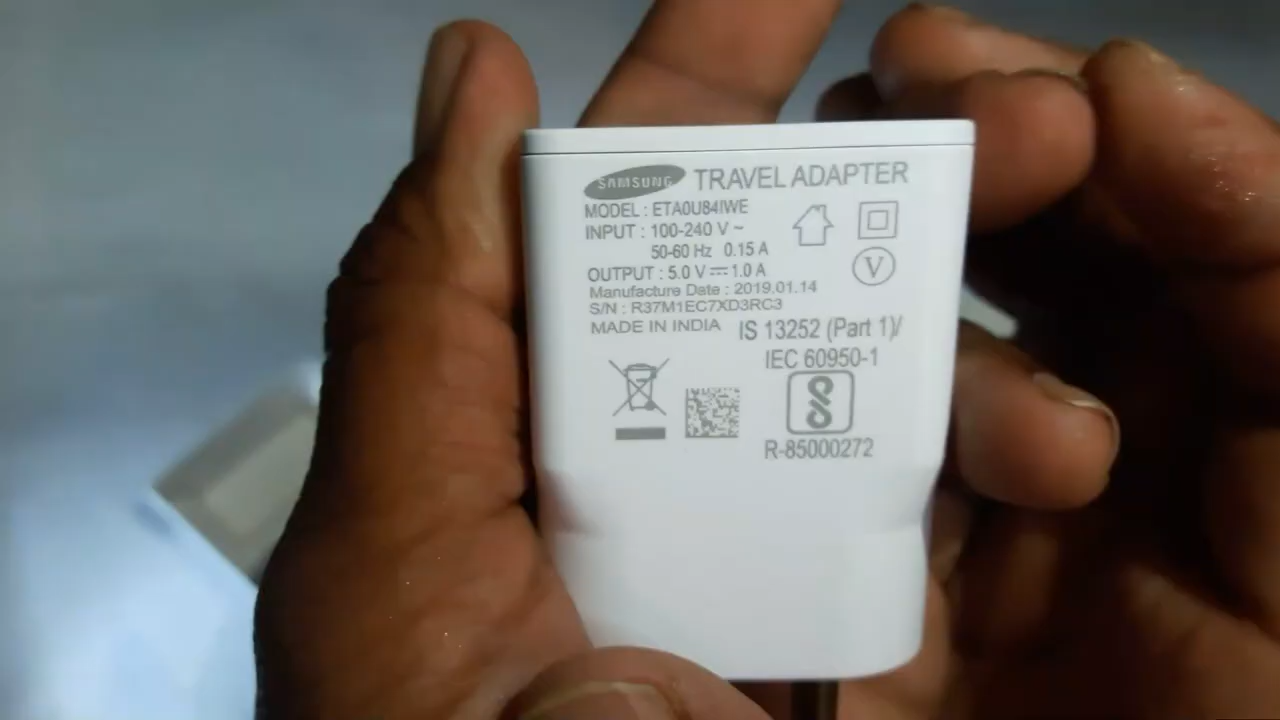 SAMSUNG TRAVEL ADAPTER
MODEL : ETA0U84IWE
INPUT : 100-240 V ~
50-60 Hz 0.15 A
OUTPUT : 5.0 V ⎓ 1.0 A
Manufacture Date : 2019.01.14
S/N : R37M1EC7XD3RC3
MADE IN INDIA
V
IS 13252 (Part 1)/
IEC 60950-1
R-85000272